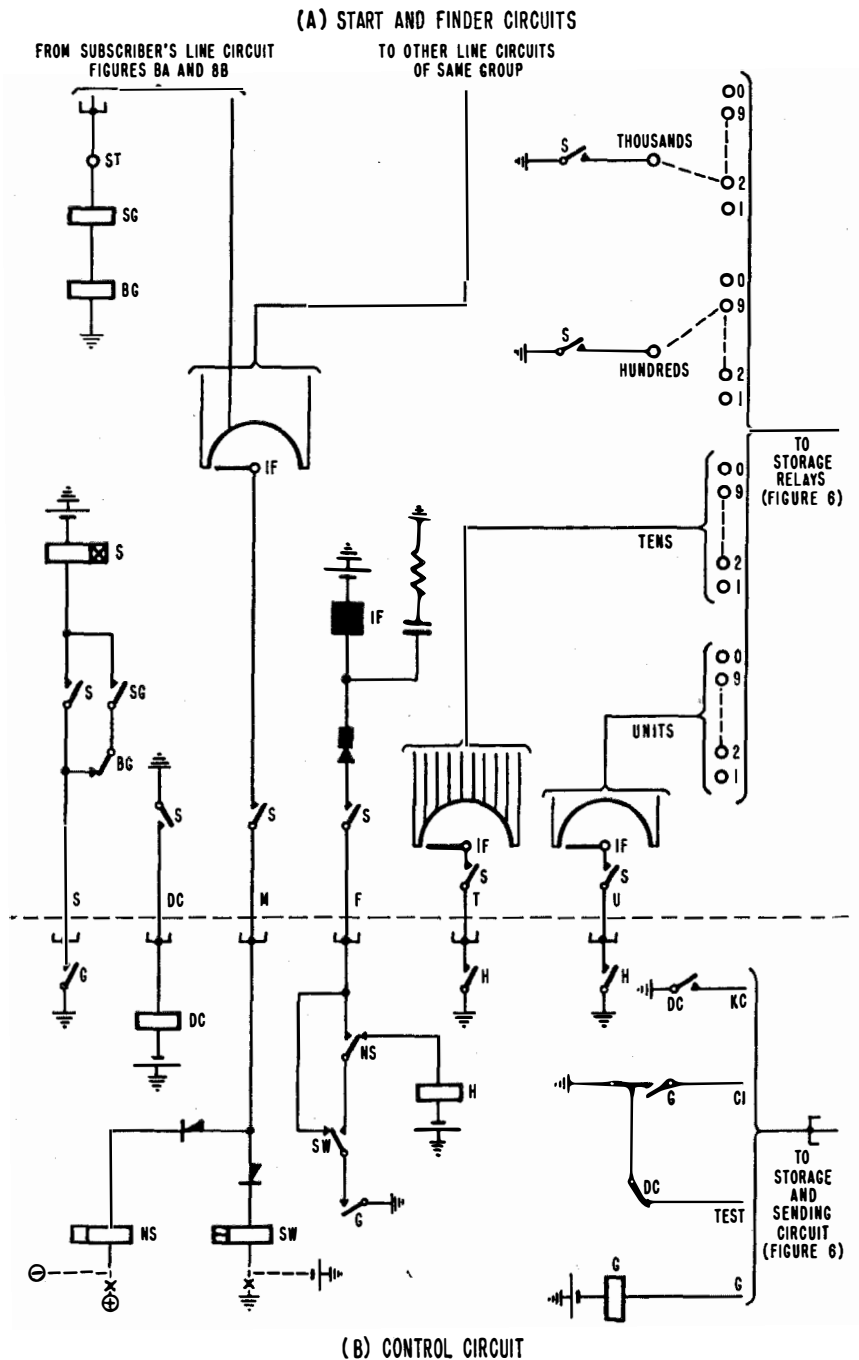 (A) START AND FINDER CIRCUITS
FROM SUBSCRIBER'S LINE CIRCUIT
FIGURES 8A AND 8B
TO OTHER LINE CIRCUITS
OF SAME GROUP
ST
SG
BG
S
THOUSANDS
0
9
2
1
S
HUNDREDS
0
9
2
1
IF
TO
STORAGE
RELAYS
(FIGURE 6)
S
IF
TENS
0
9
2
1
S
SG
BG
UNITS
0
9
2
1
S
S
S
IF
S
IF
S
S
DC
M
F
T
U
G
DC
H
H
DC
KC
NS
H
G
CI
SW
DC
TEST
G
TO
STORAGE
AND
SENDING
CIRCUIT
(FIGURE 6)
NS
SW
G
G
(B) CONTROL CIRCUIT